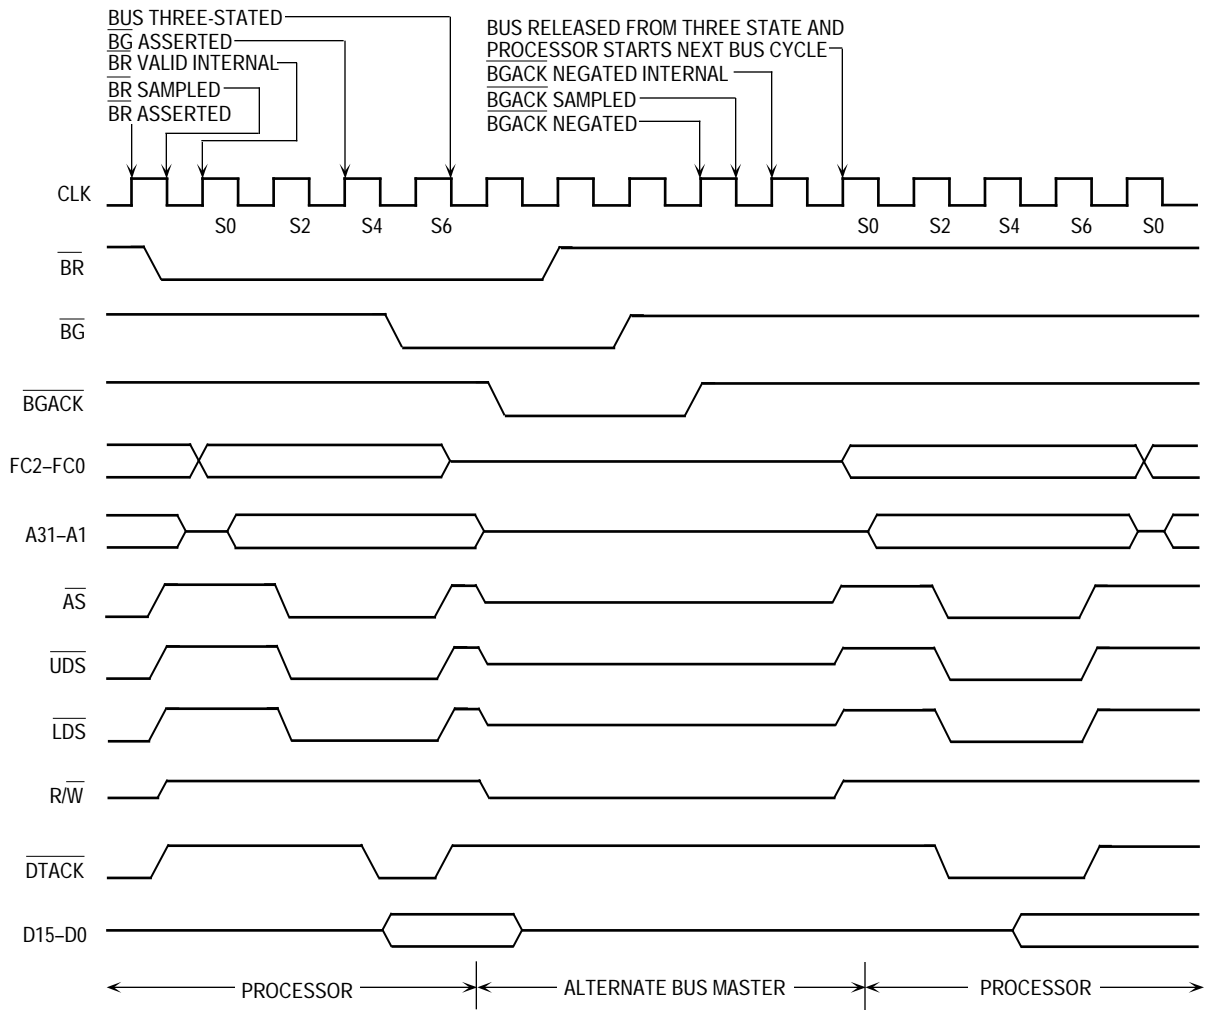 BUS THREE-STATED
BG ASSERTED
BR VALID INTERNAL
BR SAMPLED
BR ASSERTED
BUS RELEASED FROM THREE STATE AND
PROCESSOR STARTS NEXT BUS CYCLE
BGACK NEGATED INTERNAL
BGACK SAMPLED
BGACK NEGATED
CLK
S0 S2 S4 S6 S0 S2 S4 S6 S0
BR
BG
BGACK
FC2–FC0
A31–A1
AS
UDS
LDS
R/W
DTACK
D15–D0
PROCESSOR ALTERNATE BUS MASTER PROCESSOR